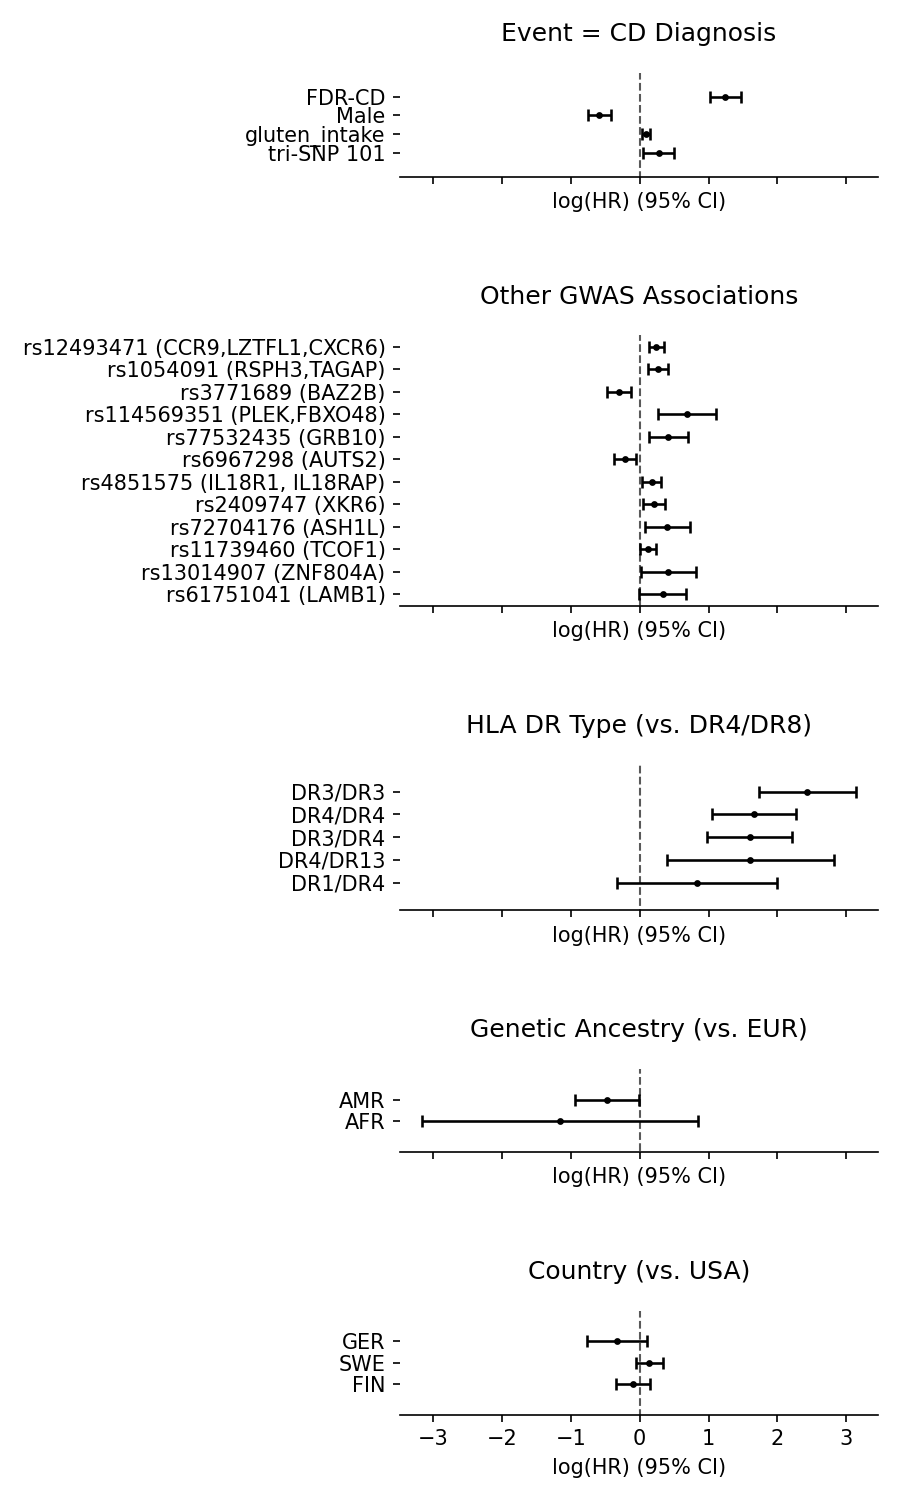 Event = CD Diagnosis
FDR-CD
Male
gluten_intake
tri-SNP 101
log(HR) (95% CI)
Other GWAS Associations
rs12493471 (CCR9,LZTFL1,CXCR6)
rs1054091 (RSPH3,TAGAP)
rs3771689 (BAZ2B)
rs114569351 (PLEK,FBXO48)
rs77532435 (GRB10)
rs6967298 (AUTS2)
rs4851575 (IL18R1, IL18RAP)
rs2409747 (XKR6)
rs72704176 (ASH1L)
rs11739460 (TCOF1)
rs13014907 (ZNF804A)
rs61751041 (LAMB1)
log(HR) (95% CI)
HLA DR Type (vs. DR4/DR8)
DR3/DR3
DR4/DR4
DR3/DR4
DR4/DR13
DR1/DR4
log(HR) (95% CI)
Genetic Ancestry (vs. EUR)
AMR
AFR
log(HR) (95% CI)
Country (vs. USA)
GER
SWE
FIN
−3 −2 −1 0 1 2 3
log(HR) (95% CI)